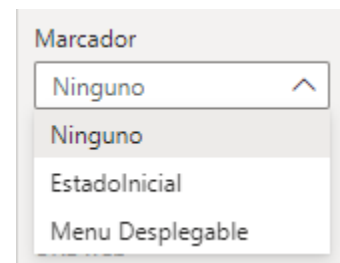 Marcador
Ninguno
Ninguno
EstadoInicial
Menu Desplegable